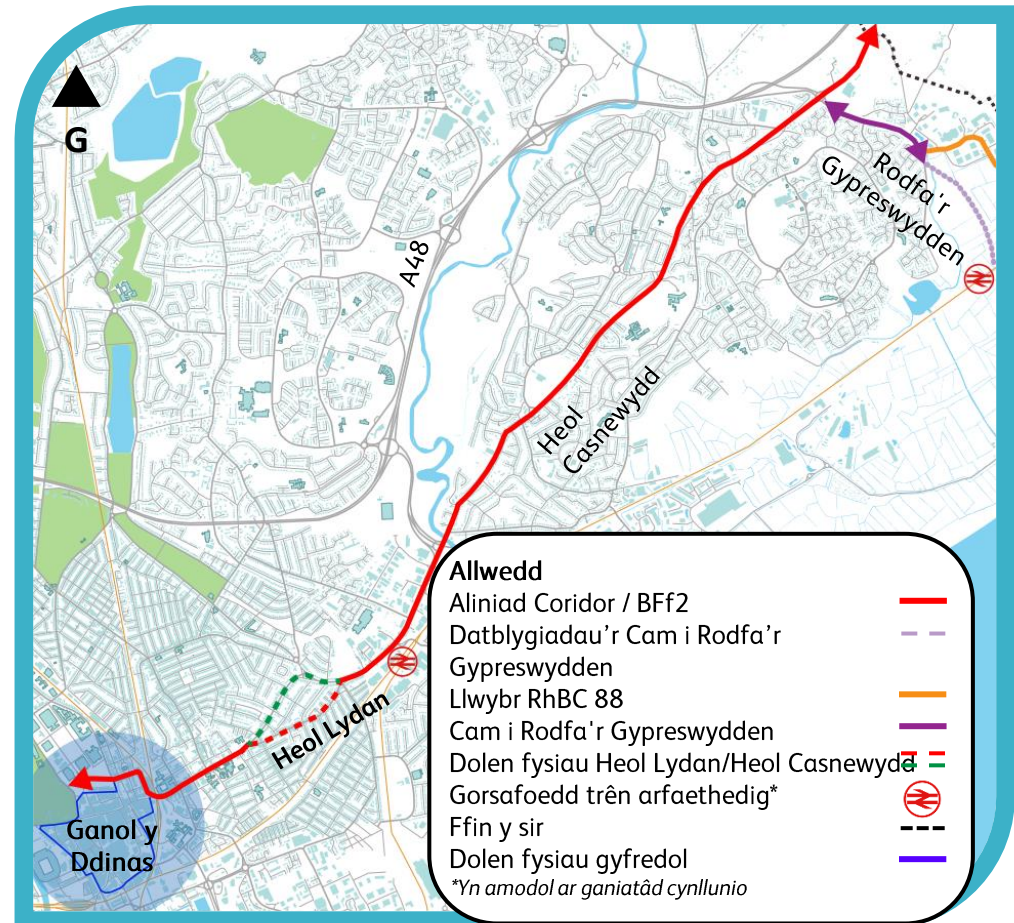 G
A48
Rodfa'r
Gypreswydden
Heol
Casnewydd
Heol Lydan
Ganol y
Ddinas
Allwedd
Aliniad Coridor / BFf2
Datblygiadau’r Cam i Rodfa’r
Gypreswydden
Llwybr RhBC 88
Cam i Rodfa'r Gypreswydden
Dolen fysiau Heol Lydan/Heol Casnewydd
Gorsafoedd trên arfaethedig*
Ffin y sir
Dolen fysiau gyfredol
*Yn amodol ar ganiatâd cynllunio